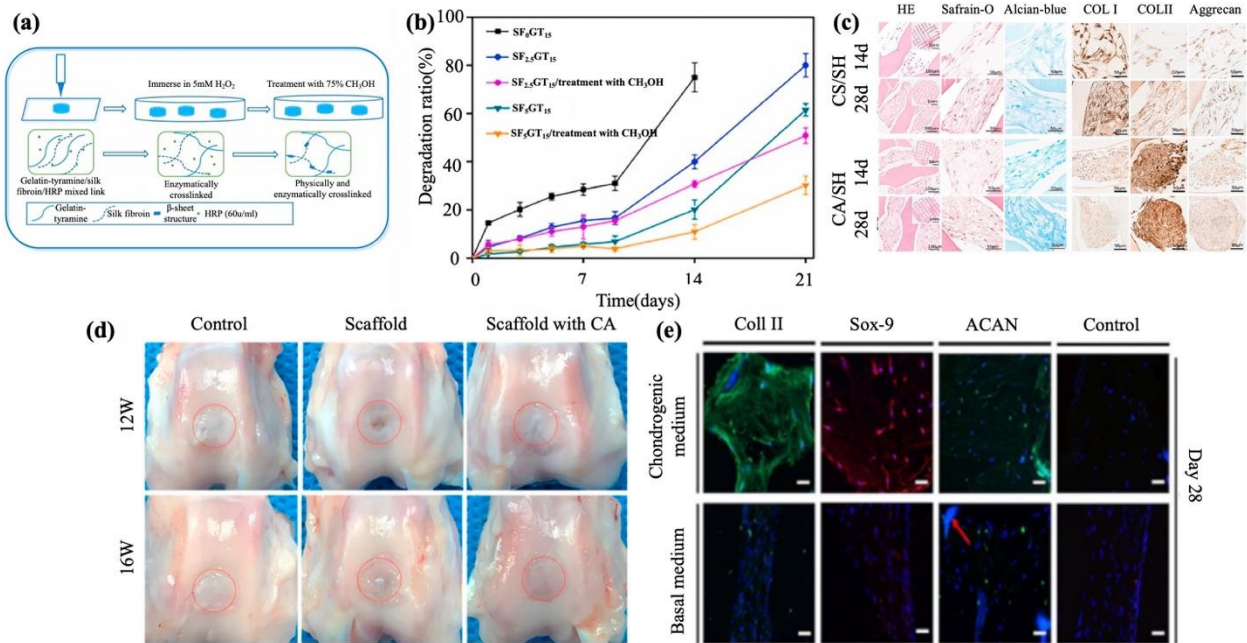 (a)
Immerse in 5mM H₂O₂
Treatment with 75% CH₃OH
Gelatin-tyramine/silk
fibroin/HRP mixed link
Enzymatically
crosslinked
Physically and
enzymatically crosslinked
Gelatin-
tyramine
Silk fibroin
β-sheet
structure
HRP (60u/ml)
(b)
Degradation ratio(%)
100
80
60
40
20
0
SF₀GT₁₅
SF₂.₅GT₁₅
SF₂.₅GT₁₅/treatment with CH₃OH
SF₅GT₁₅
SF₅GT₁₅/treatment with CH₃OH
0 7 14 21
Time(days)
(c)
HE Safrain-O Alcian-blue COL I COLII Aggrecan
CS/SH
14d
28d
CA/SH
14d
28d
(d)
Control Scaffold Scaffold with CA
12W
16W
(e)
Coll II Sox-9 ACAN Control
Chondrogenic
medium
Basal medium
Day 28